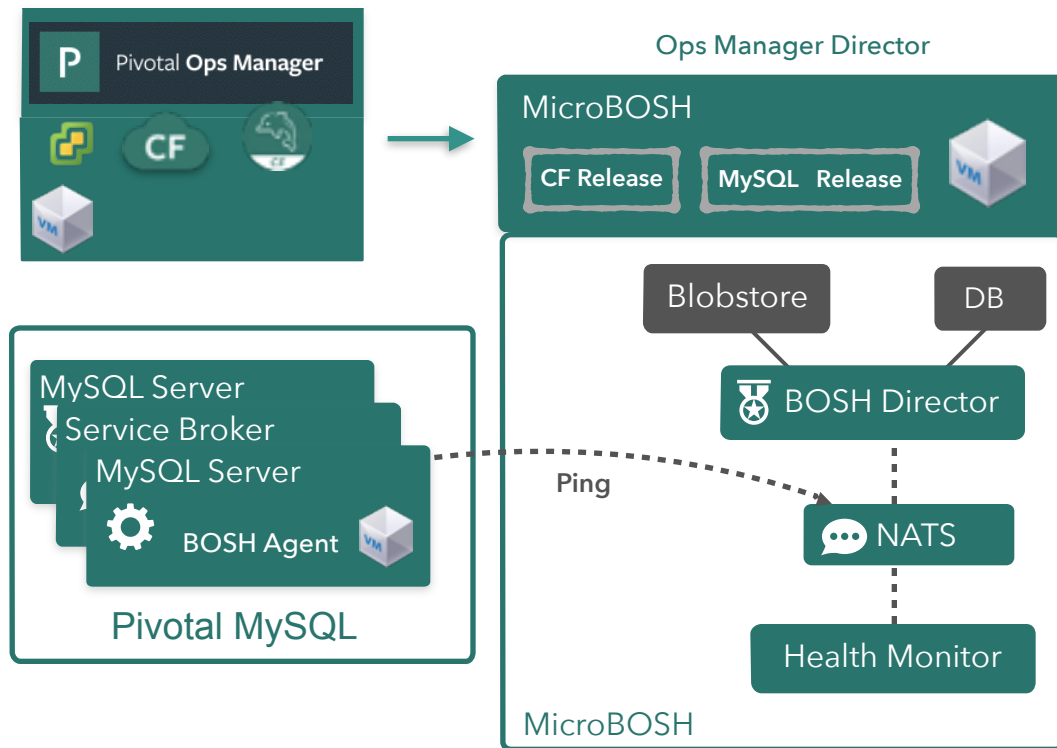 P
Pivotal Ops Manager
CF
CE
VM
Ops Manager Director
MicroBOSH
CF Release
MySQL Release
VM
Blobstore
DB
BOSH Director
NATS
Health Monitor
MicroBOSH
MySQL Server
Service Broker
MySQL Server
BOSH Agent
VM
Pivotal MySQL
Ping